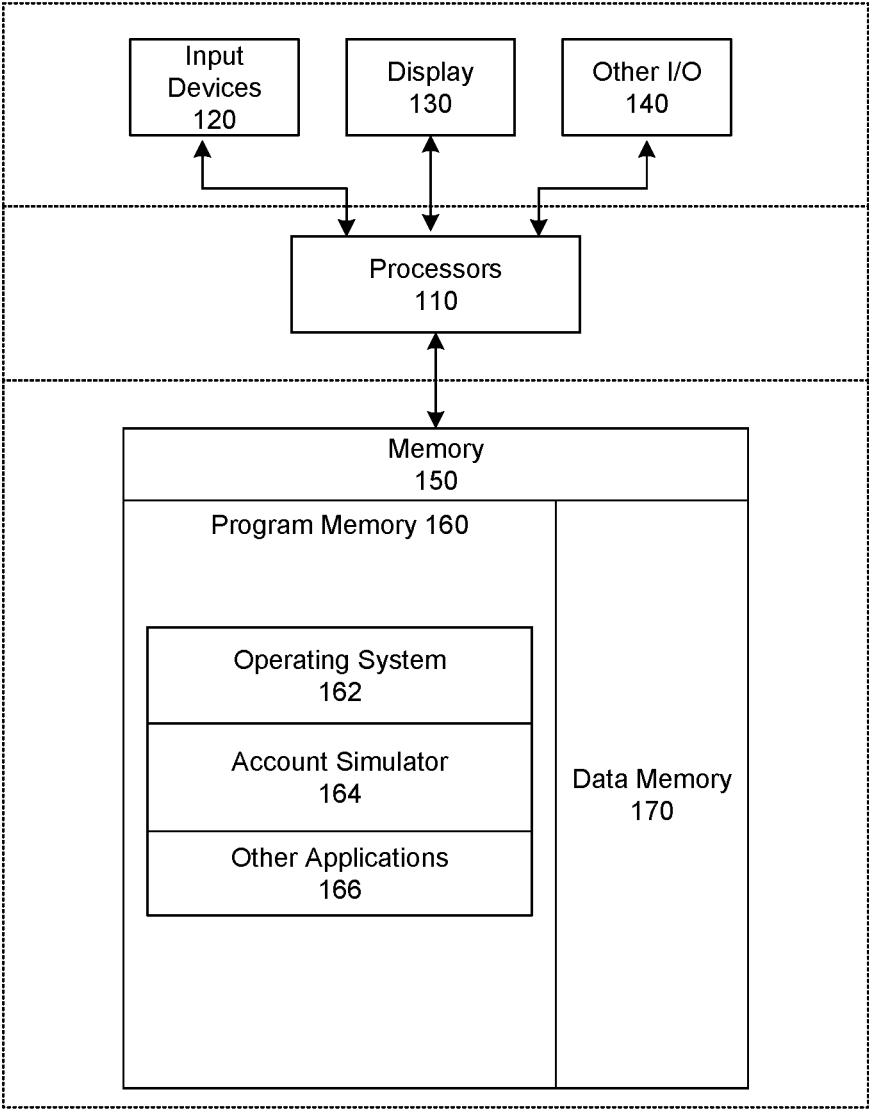 Input
Devices
120
Display
130
Other I/O
140
Processors
110
Memory
150
Program Memory 160
Operating System
162
Account Simulator
164
Other Applications
166
Data Memory
170